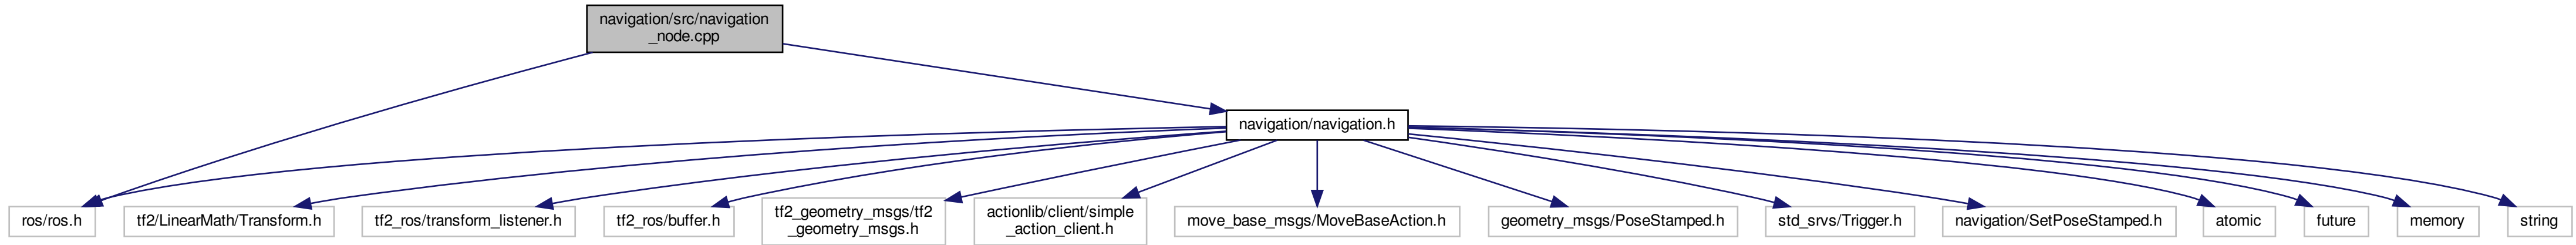 navigation/src/navigation
_node.cpp
navigation/navigation.h
ros/ros.h
tf2/LinearMath/Transform.h
tf2_ros/transform_listener.h
tf2_ros/buffer.h
tf2_geometry_msgs/tf2
_geometry_msgs.h
actionlib/client/simple
_action_client.h
move_base_msgs/MoveBaseAction.h
geometry_msgs/PoseStamped.h
std_srvs/Trigger.h
navigation/SetPoseStamped.h
atomic
future
memory
string